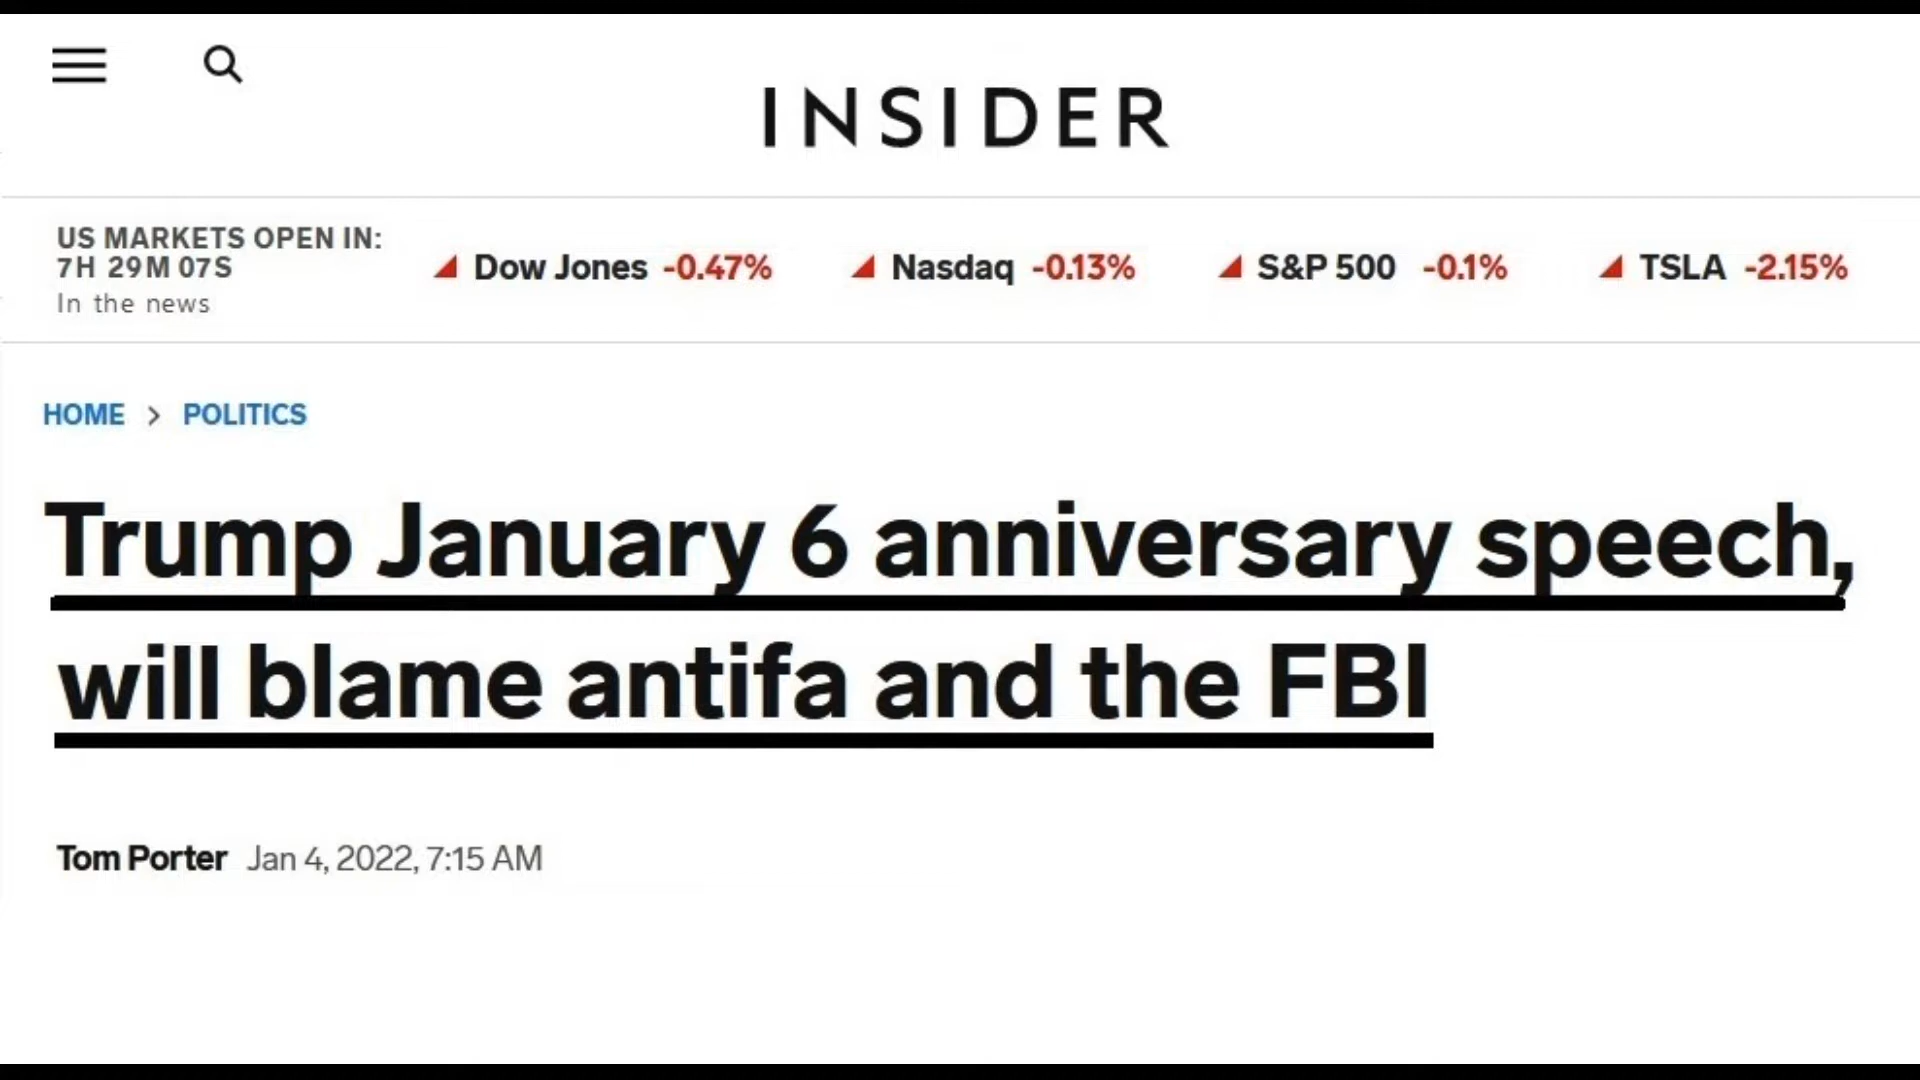 INSIDER
US MARKETS OPEN IN:
7H 29M 07S
In the news
Dow Jones -0.47%
Nasdaq -0.13%
S&P 500 -0.1%
TSLA -2.15%
HOME > POLITICS
Trump January 6 anniversary speech,
will blame antifa and the FBI
Tom Porter Jan 4, 2022, 7:15 AM